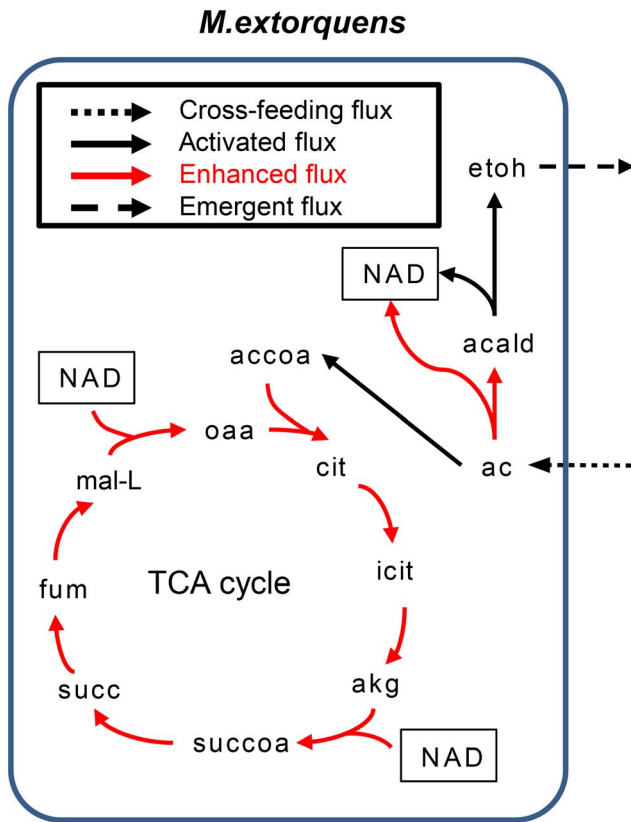 M.extorquens
Cross-feeding flux
Activated flux
Enhanced flux
Emergent flux
etoh
NAD
acald
accoa
NAD
oaa
cit
ac
mal-L
icit
TCA cycle
fum
akg
succ
succoa
NAD